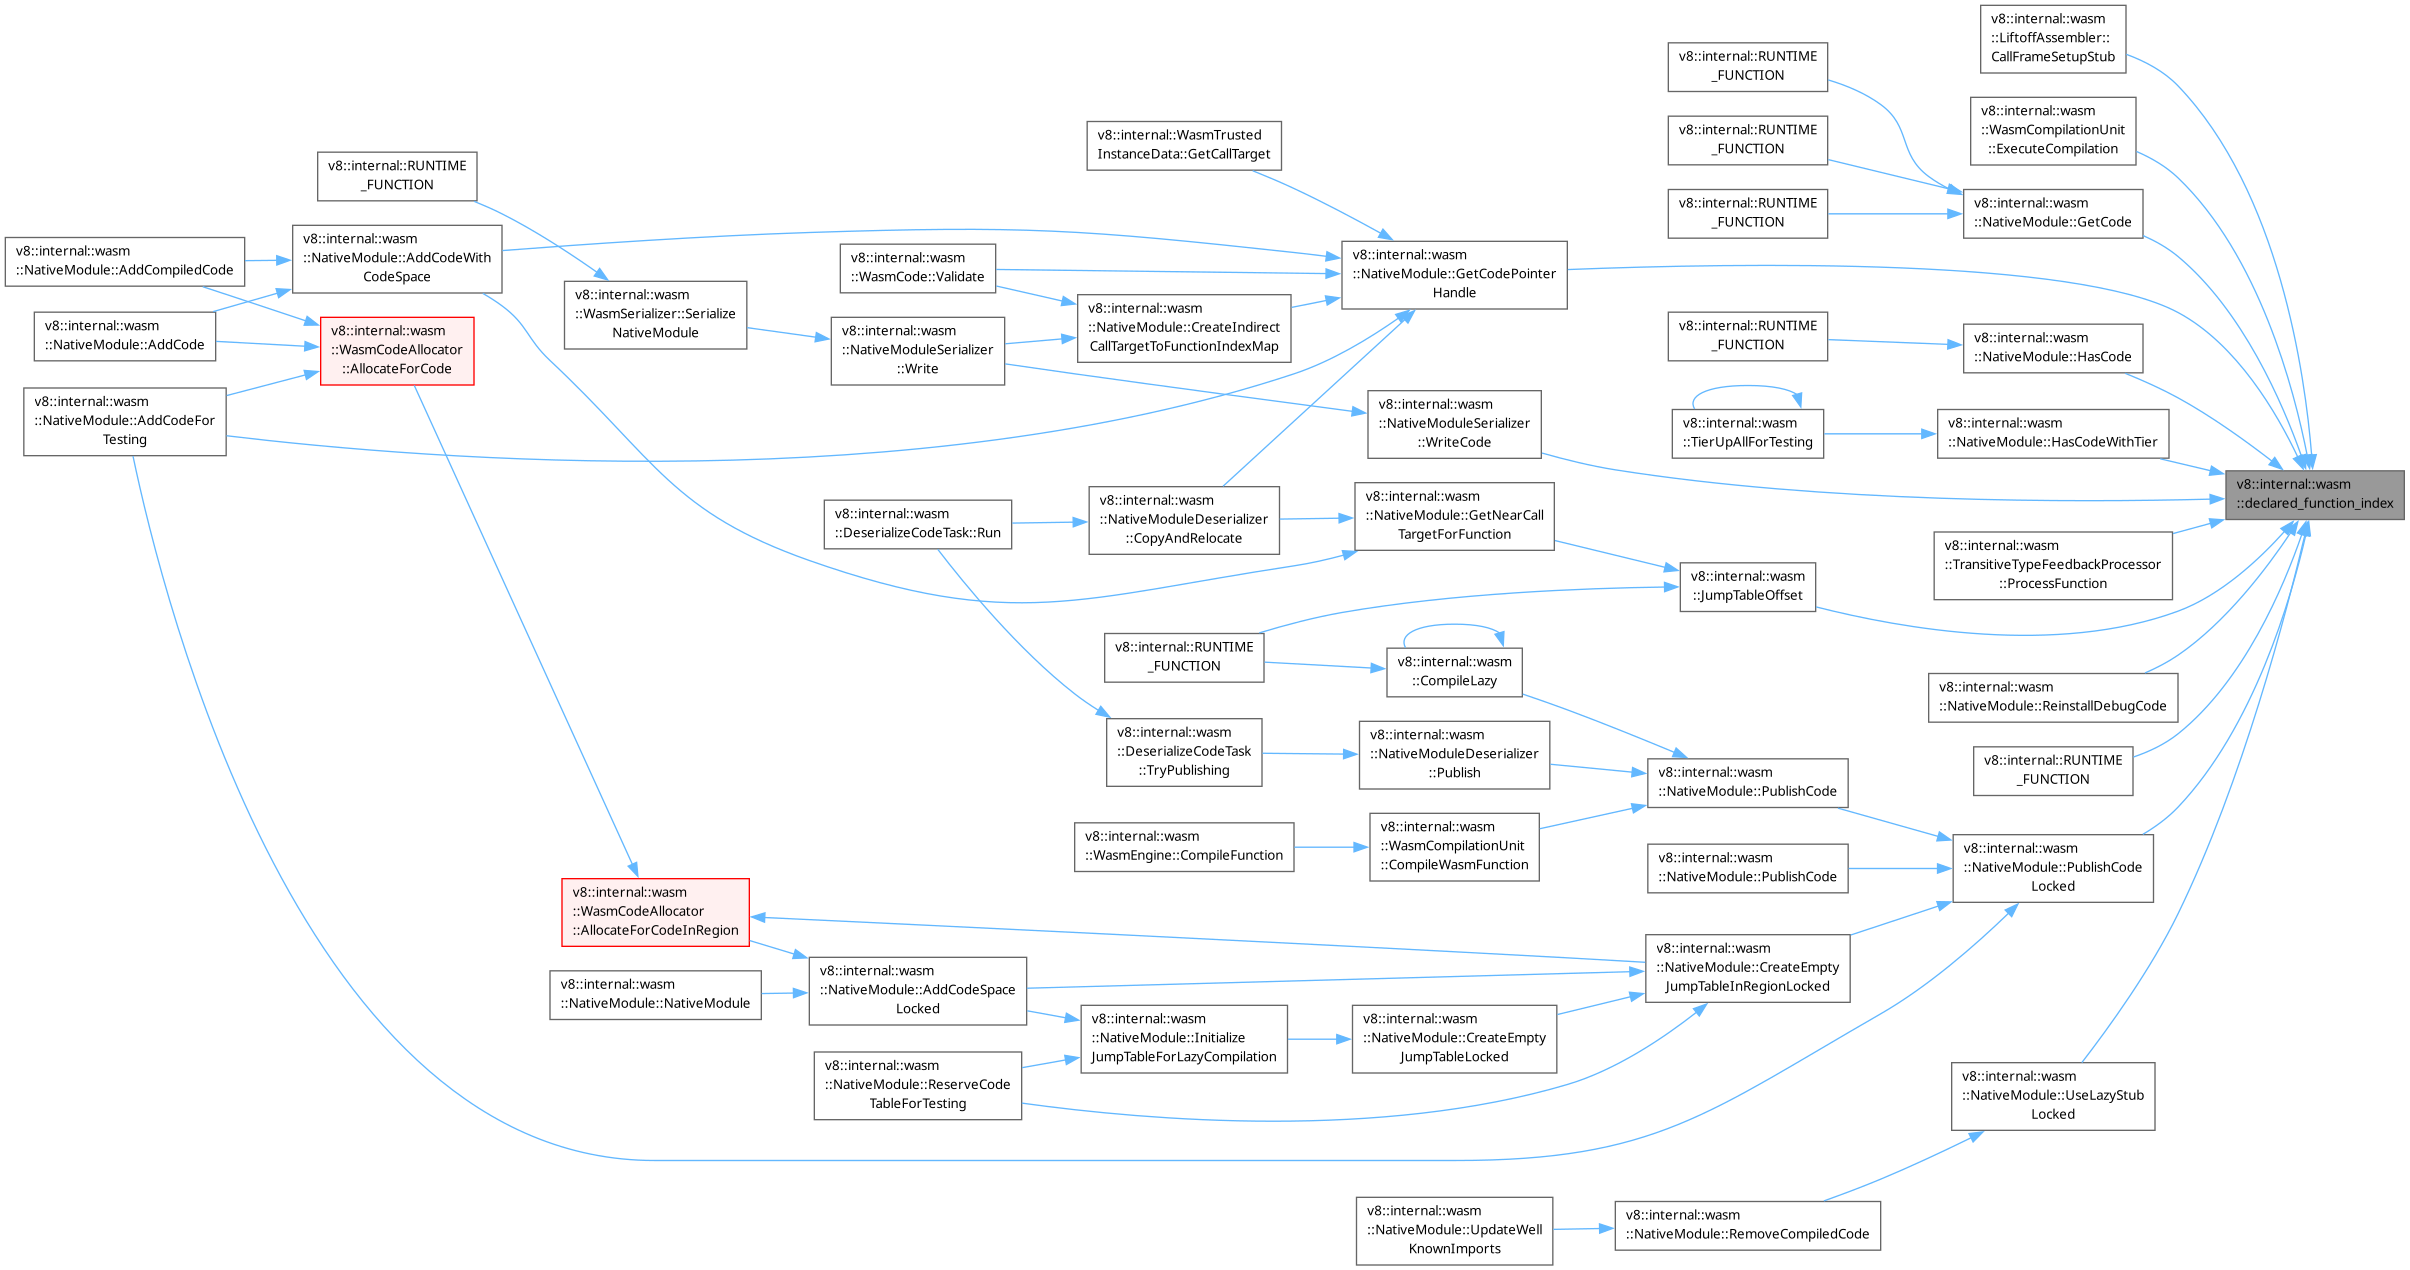 v8::internal::wasm
::LiftoffAssembler::
CallFrameSetupStub
v8::internal::RUNTIME
_FUNCTION
v8::internal::wasm
::WasmCompilationUnit
::ExecuteCompilation
v8::internal::RUNTIME
_FUNCTION
v8::internal::WasmTrusted
InstanceData::GetCallTarget
v8::internal::RUNTIME
_FUNCTION
v8::internal::RUNTIME
_FUNCTION
v8::internal::wasm
::NativeModule::GetCode
v8::internal::wasm
::NativeModule::AddCodeWith
CodeSpace
v8::internal::wasm
::NativeModule::AddCompiledCode
v8::internal::wasm
::WasmCode::Validate
v8::internal::wasm
::NativeModule::GetCodePointer
Handle
v8::internal::wasm
::WasmSerializer::Serialize
NativeModule
v8::internal::wasm
::NativeModule::CreateIndirect
CallTargetToFunctionIndexMap
v8::internal::wasm
::NativeModule::AddCode
v8::internal::wasm
::WasmCodeAllocator
::AllocateForCode
v8::internal::wasm
::NativeModuleSerializer
::Write
v8::internal::RUNTIME
_FUNCTION
v8::internal::wasm
::NativeModule::HasCode
v8::internal::wasm
::NativeModule::AddCodeFor
Testing
v8::internal::wasm
::NativeModuleSerializer
::WriteCode
v8::internal::wasm
::TierUpAllForTesting
v8::internal::wasm
::NativeModule::HasCodeWithTier
v8::internal::wasm
::declared_function_index
v8::internal::wasm
::DeserializeCodeTask::Run
v8::internal::wasm
::NativeModuleDeserializer
::CopyAndRelocate
v8::internal::wasm
::NativeModule::GetNearCall
TargetForFunction
v8::internal::wasm
::TransitiveTypeFeedbackProcessor
::ProcessFunction
v8::internal::wasm
::JumpTableOffset
v8::internal::RUNTIME
_FUNCTION
v8::internal::wasm
::CompileLazy
v8::internal::wasm
::NativeModule::ReinstallDebugCode
v8::internal::wasm
::DeserializeCodeTask
::TryPublishing
v8::internal::wasm
::NativeModuleDeserializer
::Publish
v8::internal::wasm
::NativeModule::PublishCode
v8::internal::RUNTIME
_FUNCTION
v8::internal::wasm
::WasmEngine::CompileFunction
v8::internal::wasm
::WasmCompilationUnit
::CompileWasmFunction
v8::internal::wasm
::NativeModule::PublishCode
v8::internal::wasm
::NativeModule::PublishCode
Locked
v8::internal::wasm
::WasmCodeAllocator
::AllocateForCodeInRegion
v8::internal::wasm
::NativeModule::CreateEmpty
JumpTableInRegionLocked
v8::internal::wasm
::NativeModule::NativeModule
v8::internal::wasm
::NativeModule::AddCodeSpace
Locked
v8::internal::wasm
::NativeModule::Initialize
JumpTableForLazyCompilation
v8::internal::wasm
::NativeModule::CreateEmpty
JumpTableLocked
v8::internal::wasm
::NativeModule::ReserveCode
TableForTesting
v8::internal::wasm
::NativeModule::UseLazyStub
Locked
v8::internal::wasm
::NativeModule::UpdateWell
KnownImports
v8::internal::wasm
::NativeModule::RemoveCompiledCode
v8::internal::RUNTIME
_FUNCTION